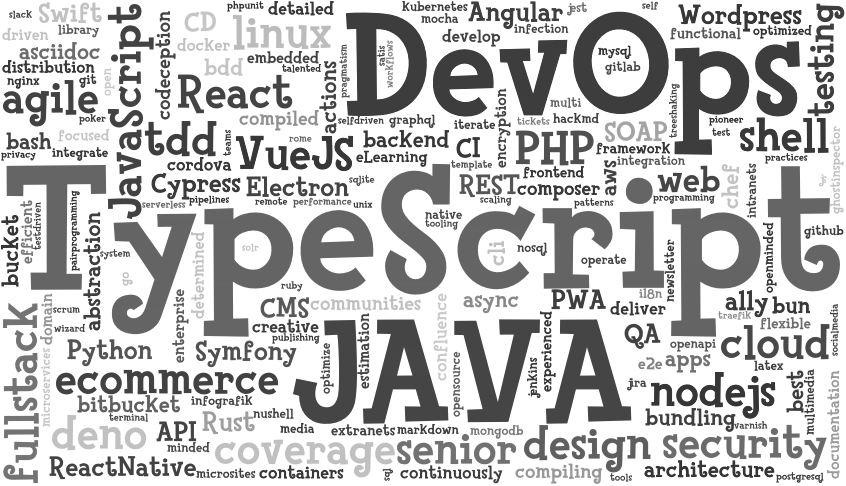 slack
Swift
phpunit
detailed
Kubernetes
mocha
Angular
jest
self
Wordpress
driven
library
CD
linux
DevOps
develop
infection
functional
optimized
testing
asciidoc
docker
JavaScript
codeception
pragmatism
satis
workflows
mysql
gitlab
distribution
bdd
embedded
talented
nginx
git
open
agile
React
actions
multi
treeshaking
poker
compiled
selfdriven
graphql
iterate
encryption
tickets
hackmd
SOAP
pioneer
test
shell
bash
focused
tdd
teams
rome
VueJS
backend
CI
PHP
framework
privacy
integrate
cordova
eLearning
template
integration
practices
ghostinspector
Cypress
Electron
sqlite
REST
frontend
composer
aws
web
chef
intranets
serverless
pipelines
remote
performance
unix
scaling
patterns
programming
TypeScript
bucket
efficient
testdriven
pairprogramming
abstraction
native
tooling
github
system
go
determined
solr
cli
nosql
operate
newsletter
openminded
ruby
fullstack
domain
scrum
wizard
enterprise
CMS
communities
confluence
async
PWA
i18n
deliver
ally
bun
creative
publishing
traefik
flexible
socialmedia
JAVA
Python
Symfony
optimize
estimation
opensource
jenkins
experienced
QA
openapi
cloud
microservices
e2e
apps
latex
ecommerce
jra
nodejs
best
multimedia
bitbucket
infografik
terminal
Rust
nushell
bundling
varnish
documentation
deno
API
media
extranets
markdown
mongodb
minded
coverage
senior
design
security
ReactNative
microsites
containers
sql
continuously
compiling
tools
architecture
postgresql